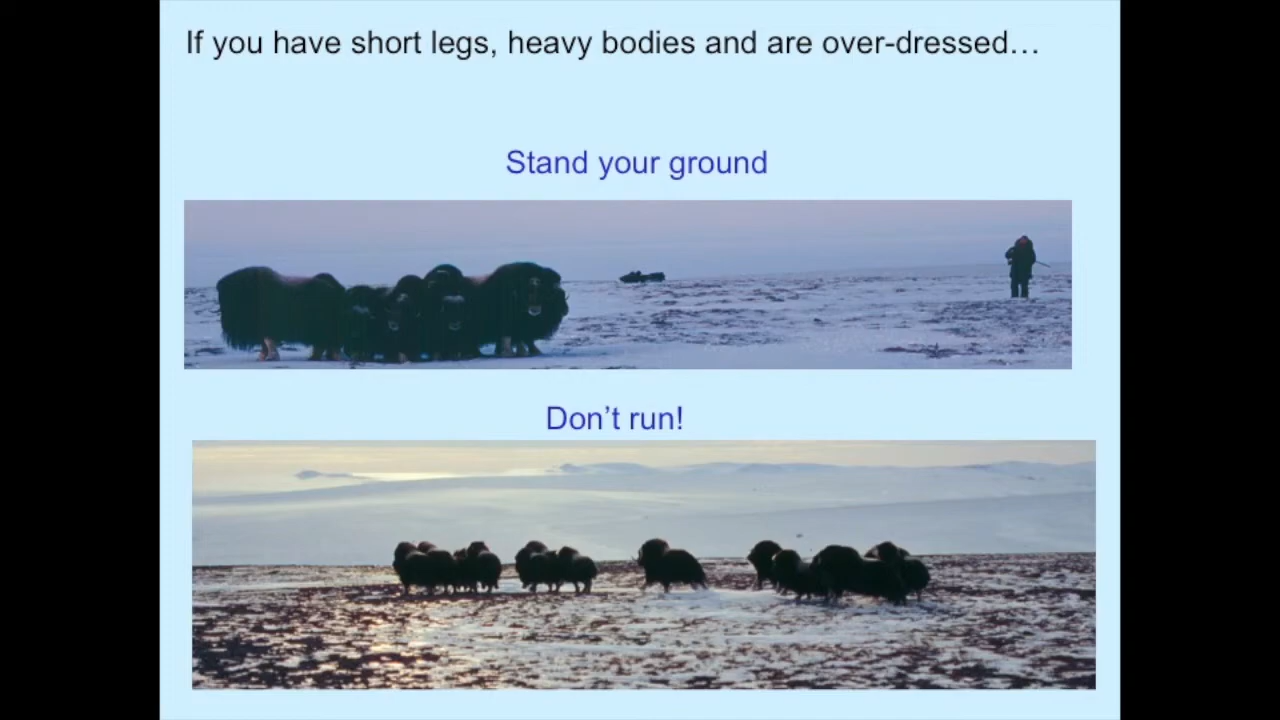 If you have short legs, heavy bodies and are over-dressed…
Stand your ground
Don’t run!